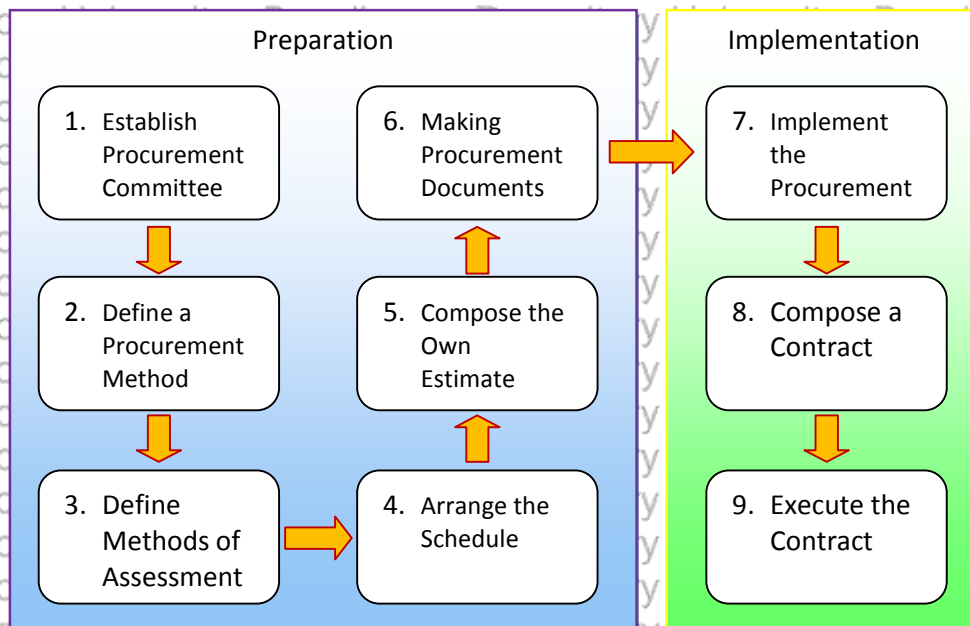 Preparation
1. Establish
Procurement
Committee
2. Define a
Procurement
Method
3. Define
Methods of
Assessment
4. Arrange the
Schedule
5. Compose the
Own
Estimate
6. Making
Procurement
Documents
Implementation
7. Implement
the
Procurement
8. Compose a
Contract
9. Execute the
Contract